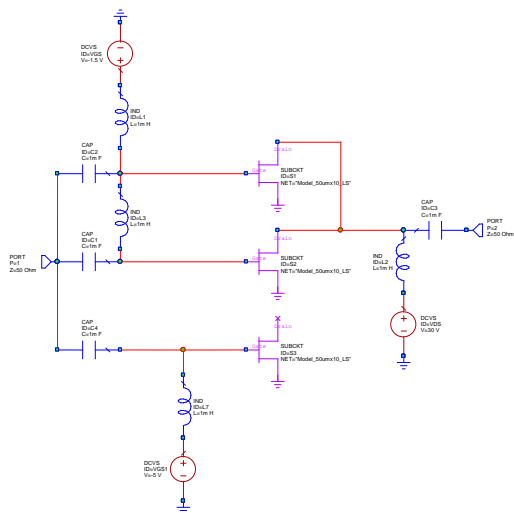 DCVS
ID=VGS
V=-1.5 V
IND
ID=L1
L=1m H
CAP
ID=C2
C=1m F
Drain
Gate
SUBCKT
ID=S1
NET="Model_50umx10_LS"
IND
ID=L3
L=1m H
CAP
ID=C3
C=1m F
PORT
P=2
Z=50 Ohm
CAP
ID=C1
C=1m F
Drain
Gate
SUBCKT
ID=S2
NET="Model_50umx10_LS"
PORT
P=1
Z=50 Ohm
IND
ID=L2
L=1m H
DCVS
ID=VDS
V=30 V
CAP
ID=C4
C=1m F
Drain
Gate
SUBCKT
ID=S3
NET="Model_50umx10_LS"
IND
ID=L7
L=1m H
DCVS
ID=VGS1
V=-5 V